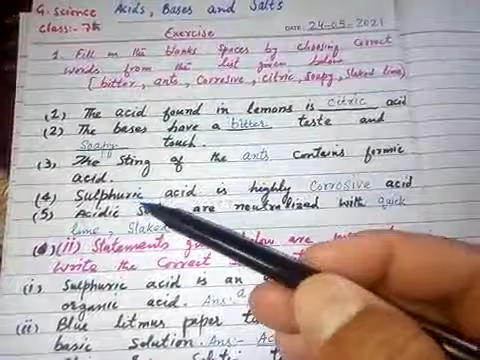 G. Science Acids, Bases and Salts
Class:- 7th Exercise DATE: 24-05-2021
1. Fill in the blanks spaces by choosing correct
words from the list given below
[bitter, ants, Corrosive, citric, soapy, slaked lime]
(1) The acid found in lemons is citric acid
(2) The bases have a bitter taste and
Soapy touch.
(3) The Sting of the ants contains formic
acid.
(4) Sulphuric acid is highly Corrosive acid
(5) Acidic are neutralized with quick
lime, Slaked
(ii) Statements below are
Write the Correct
(i) Sulphuric acid is an
organic acid. Ans:- a
(ii) Blue litmus paper
basic solution. Ans:-